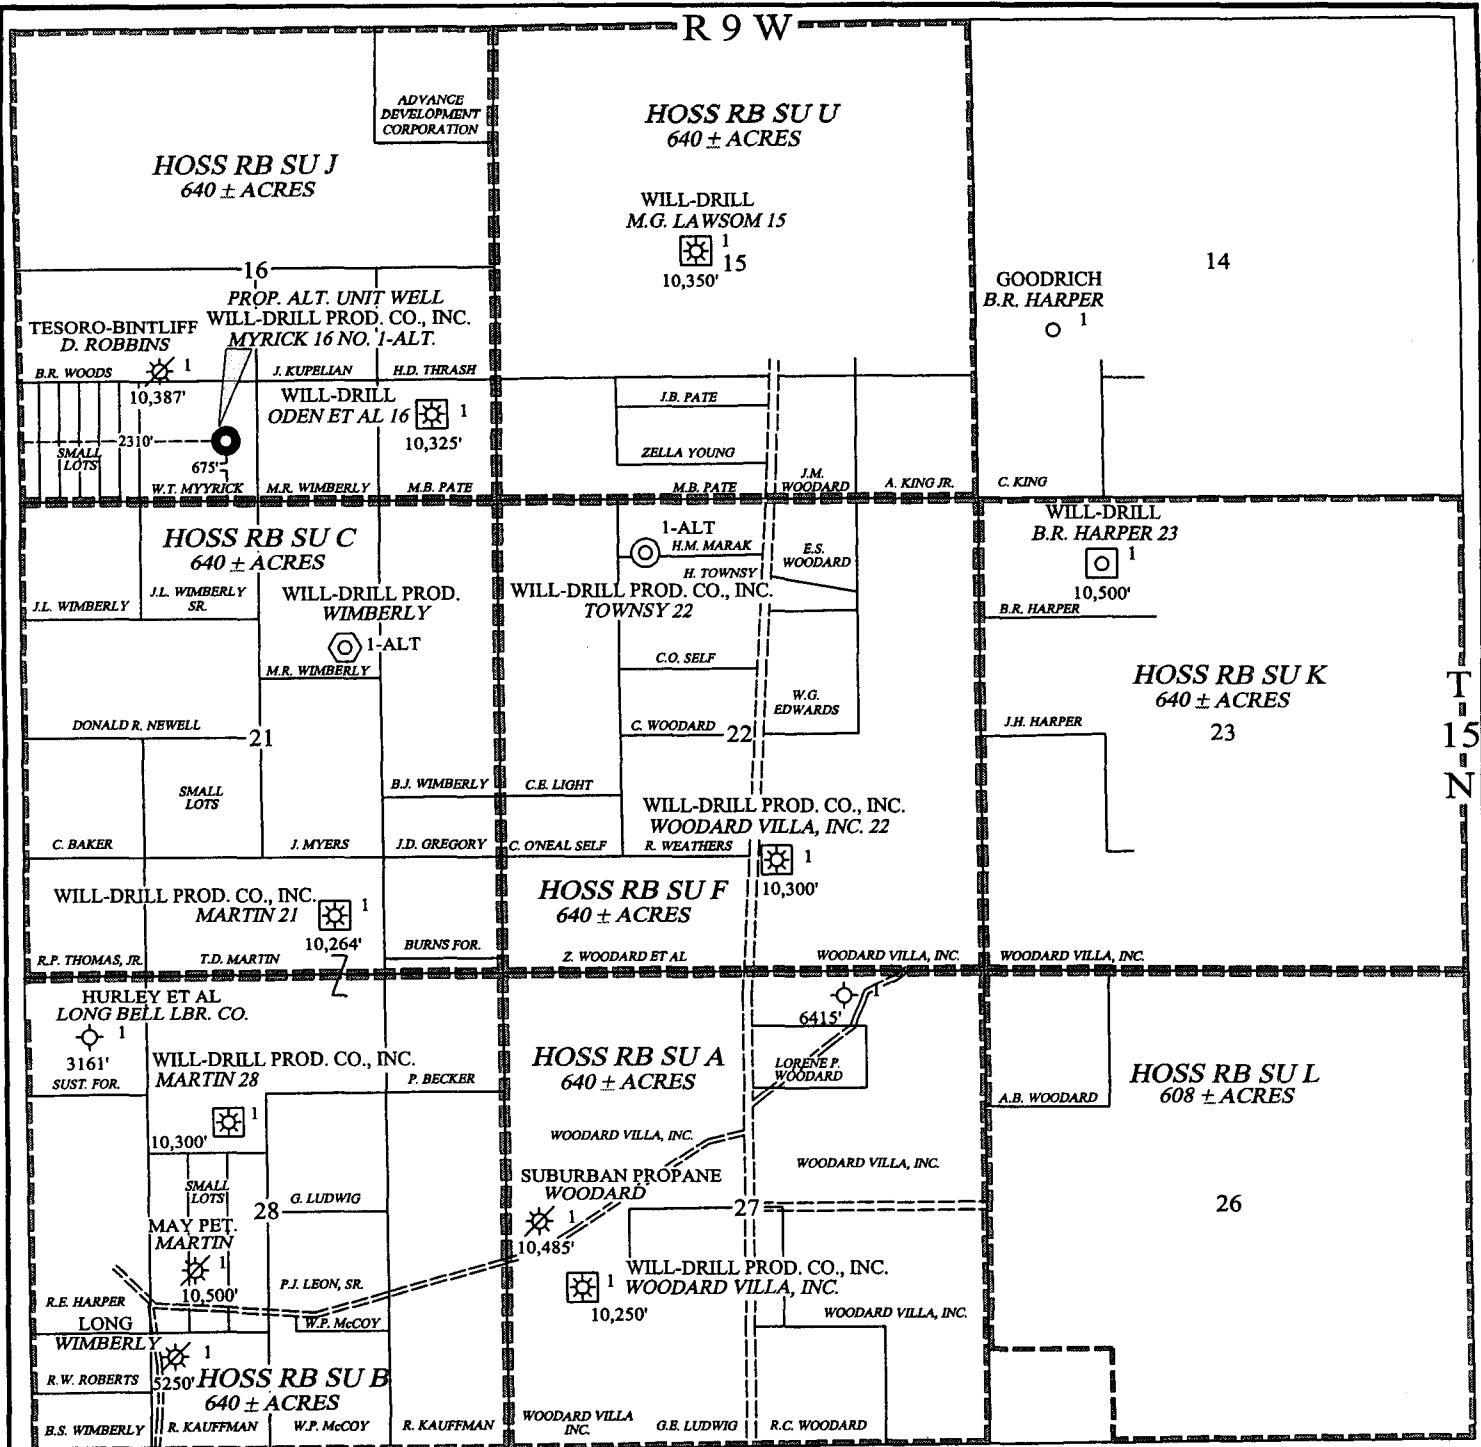 R 9 W
ADVANCE
DEVELOPMENT
CORPORATION
HOSS RB SU J
640 ± ACRES
HOSS RB SU U
640 ± ACRES
WILL-DRILL
M.G. LAWSOM 15
1
15
10,350'
14
GOODRICH
B.R. HARPER
1
16
PROP. ALT. UNIT WELL
WILL-DRILL PROD. CO., INC.
MYRICK 16 NO. 1-ALT.
TESORO-BINTLIFF
D. ROBBINS
1
10,387'
B.R. WOODS
J. KUPELIAN
H.D. THRASH
WILL-DRILL
ODEN ET AL 16
1
10,325'
2310'
SMALL
LOTS
675'
W.T. MYYRICK
M.R. WIMBERLY
M.B. PATE
J.B. PATE
ZELLA YOUNG
M.B. PATE
J.M.
WOODARD
A. KING JR.
C. KING
HOSS RB SU C
640 ± ACRES
J.L. WIMBERLY
J.L. WIMBERLY
SR.
WILL-DRILL PROD.
WIMBERLY
1-ALT
M.R. WIMBERLY
1-ALT
H.M. MARAK
H. TOWNSY
WILL-DRILL PROD. CO., INC.
TOWNSY 22
E.S.
WOODARD
WILL-DRILL
B.R. HARPER 23
1
10,500'
B.R. HARPER
C.O. SELF
W.G.
EDWARDS
C. WOODARD
22
HOSS RB SU K
640 ± ACRES
23
J.H. HARPER
T
15
N
DONALD R. NEWELL
21
SMALL
LOTS
B.J. WIMBERLY
C.E. LIGHT
C. BAKER
J. MYERS
J.D. GREGORY
C. O'NEAL SELF
R. WEATHERS
WILL-DRILL PROD. CO., INC.
WOODARD VILLA, INC. 22
1
10,300'
WILL-DRILL PROD. CO., INC.
MARTIN 21
1
10,264'
BURNS FOR.
HOSS RB SU F
640 ± ACRES
R.P. THOMAS, JR.
T.D. MARTIN
Z. WOODARD ET AL
WOODARD VILLA, INC.
WOODARD VILLA, INC.
HURLEY ET AL
LONG BELL LBR. CO.
1
3161'
SUST. FOR.
WILL-DRILL PROD. CO., INC.
MARTIN 28
1
10,300'
P. BECKER
HOSS RB SU A
640 ± ACRES
1
6415'
LORENE P.
WOODARD
HOSS RB SU L
608 ± ACRES
A.B. WOODARD
WOODARD VILLA, INC.
WOODARD VILLA, INC.
SMALL
LOTS
G. LUDWIG
28
SUBURBAN PROPANE
WOODARD
1
10,485'
27
26
MAY PET.
MARTIN
1
10,500'
P.J. LEON, SR.
WILL-DRILL PROD. CO., INC.
WOODARD VILLA, INC.
1
10,250'
WOODARD VILLA, INC.
R.E. HARPER
LONG
WIMBERLY
1
5250'
W.P. McCOY
R.W. ROBERTS
HOSS RB SU B
640 ± ACRES
B.S. WIMBERLY
R. KAUFFMAN
W.P. McCOY
R. KAUFFMAN
WOODARD VILLA
INC.
G.E. LUDWIG
R.C. WOODARD